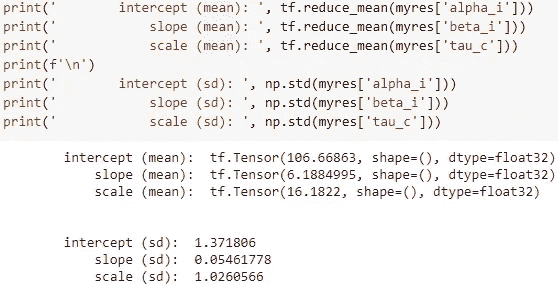 print('        intercept (mean): ', tf.reduce_mean(myres['alpha_i']))
print('            slope (mean): ', tf.reduce_mean(myres['beta_i']))
print('            scale (mean): ', tf.reduce_mean(myres['tau_c']))
print(f'\n')
print('        intercept (sd): ', np.std(myres['alpha_i']))
print('            slope (sd): ', np.std(myres['beta_i']))
print('            scale (sd): ', np.std(myres['tau_c']))
intercept (mean):  tf.Tensor(106.66863, shape=(), dtype=float32)
slope (mean):  tf.Tensor(6.1884995, shape=(), dtype=float32)
scale (mean):  tf.Tensor(16.1822, shape=(), dtype=float32)
intercept (sd):  1.371806
slope (sd):  0.05461778
scale (sd):  1.0260566